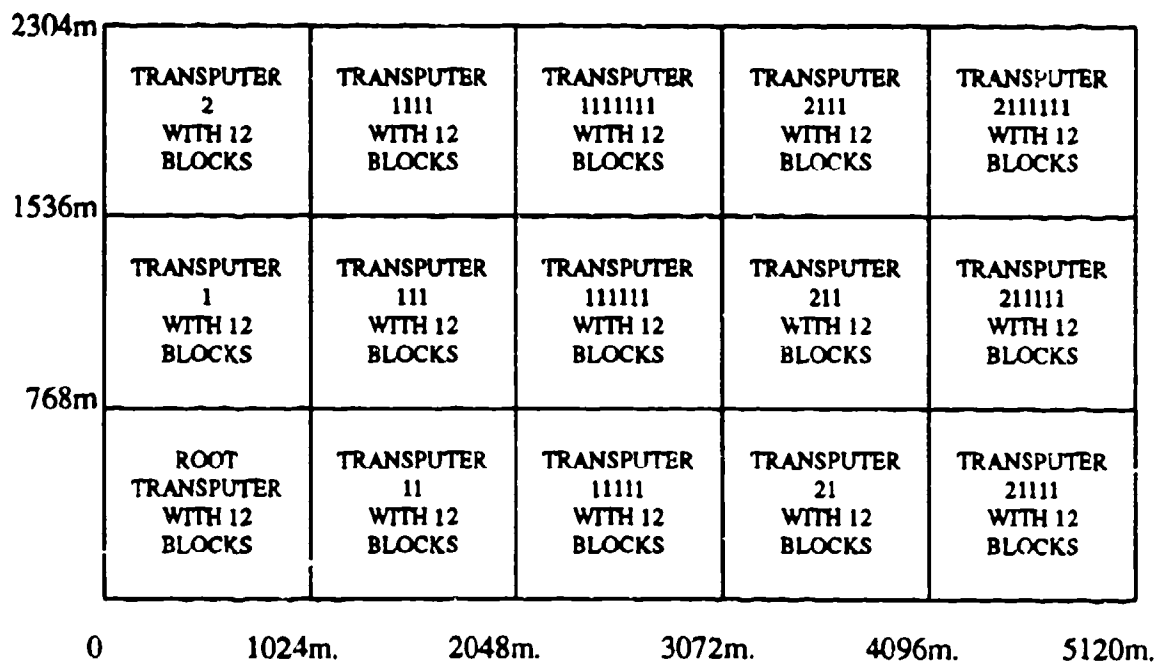 2304m
TRANSPUTER
2
WITH 12
BLOCKS
TRANSPUTER
1111
WITH 12
BLOCKS
TRANSPUTER
1111111
WITH 12
BLOCKS
TRANSPUTER
2111
WITH 12
BLOCKS
TRANSPUTER
2111111
WITH 12
BLOCKS
1536m
TRANSPUTER
1
WITH 12
BLOCKS
TRANSPUTER
111
WITH 12
BLOCKS
TRANSPUTER
111111
WITH 12
BLOCKS
TRANSPUTER
211
WITH 12
BLOCKS
TRANSPUTER
211111
WITH 12
BLOCKS
768m
ROOT
TRANSPUTER
WITH 12
BLOCKS
TRANSPUTER
11
WITH 12
BLOCKS
TRANSPUTER
11111
WITH 12
BLOCKS
TRANSPUTER
21
WITH 12
BLOCKS
TRANSPUTER
21111
WITH 12
BLOCKS
0 1024m. 2048m. 3072m. 4096m. 5120m.